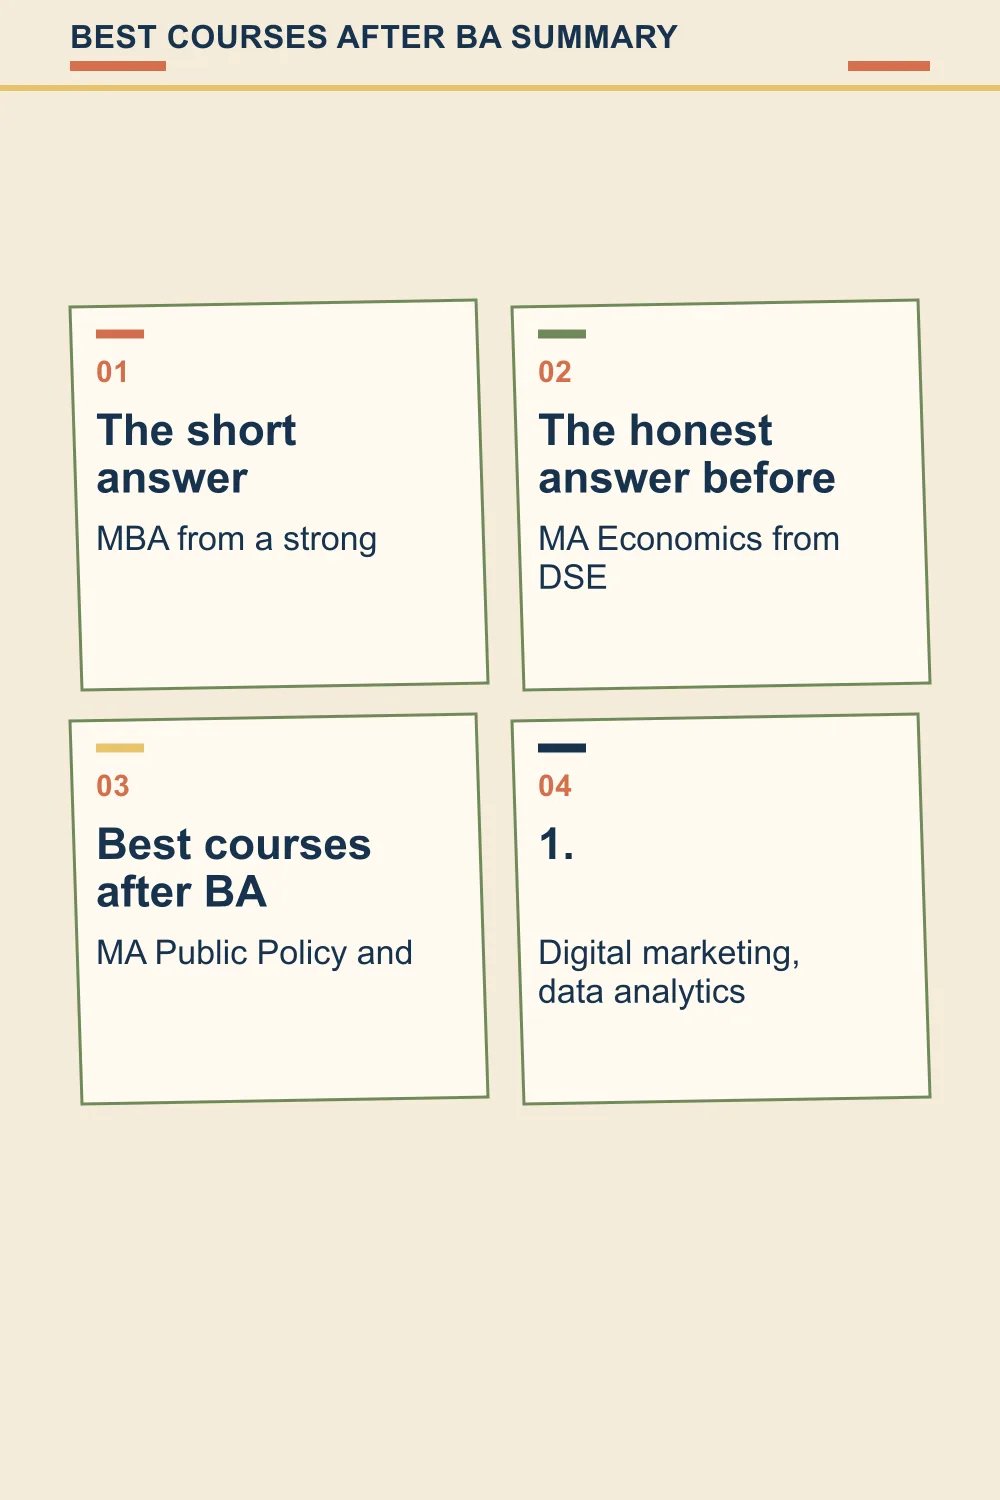 BEST COURSES AFTER BA SUMMARY
01
The short
answer
MBA from a strong
02
The honest
answer before
MA Economics from
DSE
03
Best courses
after BA
MA Public Policy and
04
1.
Digital marketing,
data analytics